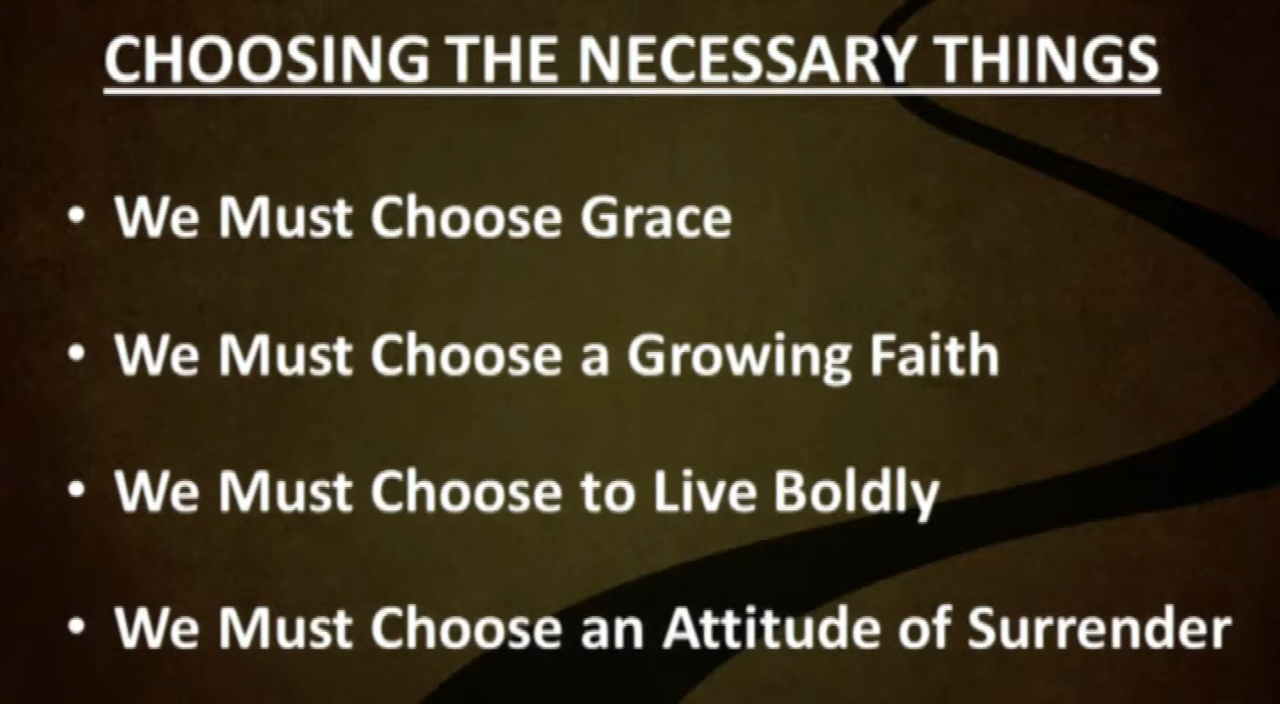 CHOOSING THE NECESSARY THINGS
• We Must Choose Grace
• We Must Choose a Growing Faith
• We Must Choose to Live Boldly
• We Must Choose an Attitude of Surrender